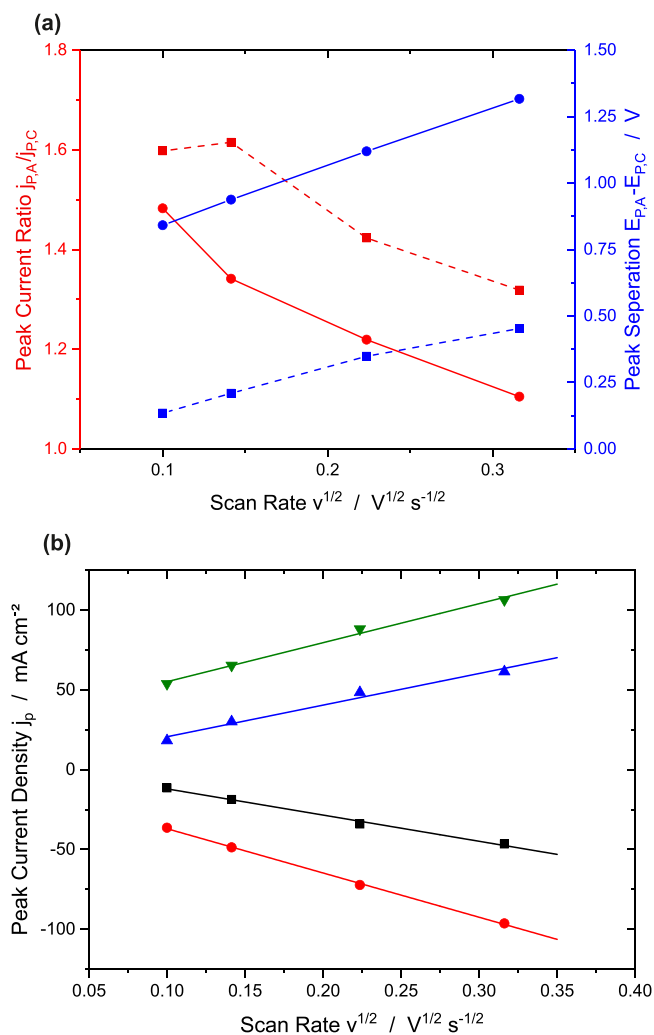 (a)
1.8
1.6
1.4
1.2
1.0
Peak Current Ratio j_{P,A}/j_{P,C}
1.50
1.25
1.00
0.75
0.50
0.25
0.00
Peak Seperation E_{P,A}-E_{P,C} / V
0.1 0.2 0.3
Scan Rate v^{1/2} / V^{1/2} s^{-1/2}
(b)
100
50
0
-50
-100
Peak Current Density j_p / mA cm⁻²
0.05 0.10 0.15 0.20 0.25 0.30 0.35 0.40
Scan Rate v^{1/2} / V^{1/2} s^{-1/2}